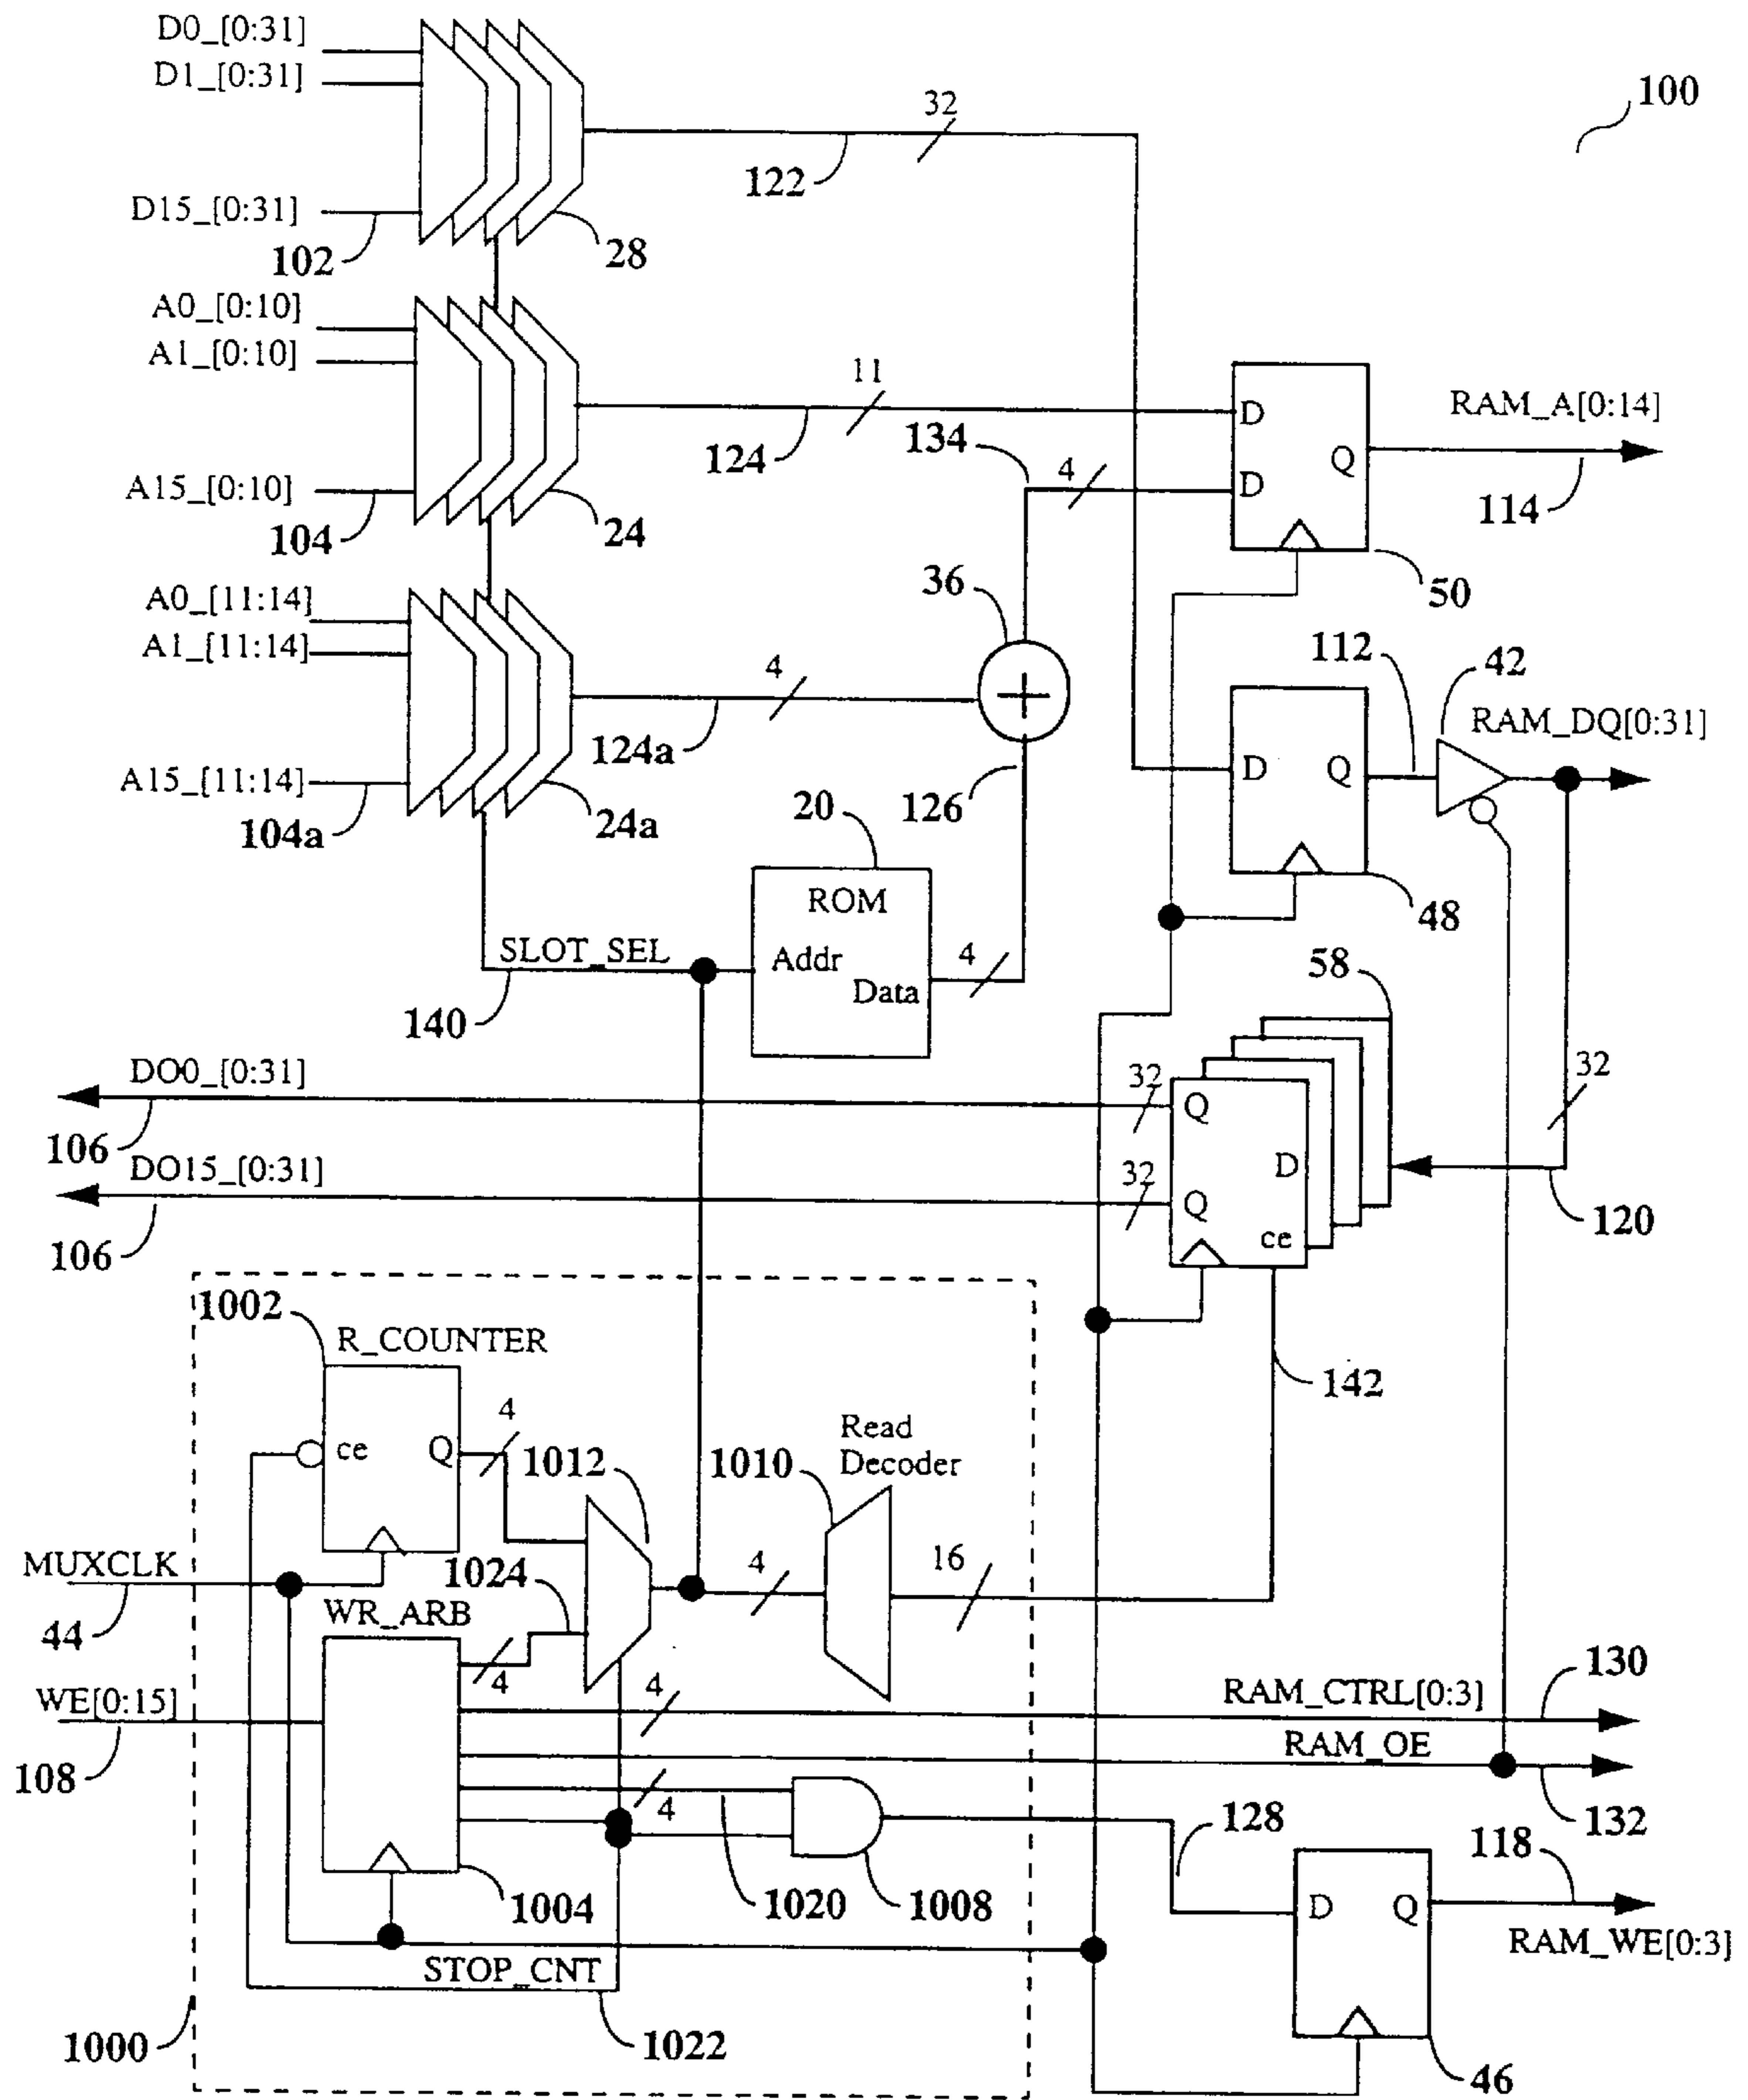 D0_[0:31]
D1_[0:31]
D15_[0:31]
102
28
32
122
100
A0_[0:10]
A1_[0:10]
A15_[0:10]
104
24
11
124
134
4
D
D
Q
RAM_A[0:14]
114
50
A0_[11:14]
A1_[11:14]
A15_[11:14]
104a
24a
4
124a
36
126
112
42
RAM_DQ[0:31]
D
Q
48
20
ROM
Addr
Data
4
SLOT_SEL
140
58
DO0_[0:31]
106
32
Q
D
32
DO15_[0:31]
106
32
Q
ce
120
1002
R_COUNTER
ce
Q
4
1012
1010
Read
Decoder
142
MUXCLK
44
1024
4
16
WR_ARB
4
WE[0:15]
108
4
RAM_CTRL[0:3]
130
RAM_OE
132
4
1020
1008
1004
128
118
D
Q
RAM_WE[0:3]
STOP_CNT
1022
1000
46